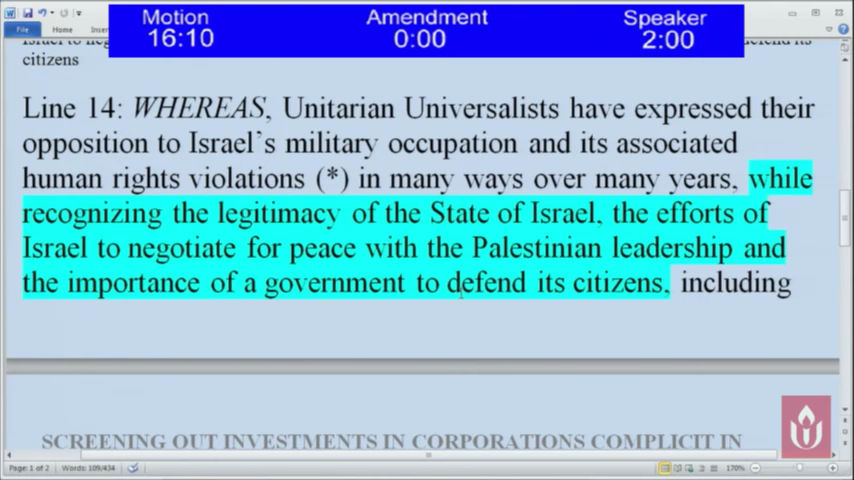 Motion Amendment Speaker
16:10 0:00 2:00
File Home
citizens
Line 14: WHEREAS, Unitarian Universalists have expressed their
opposition to Israel's military occupation and its associated
human rights violations (*) in many ways over many years, while
recognizing the legitimacy of the State of Israel, the efforts of
Israel to negotiate for peace with the Palestinian leadership and
the importance of a government to defend its citizens, including
SCREENING OUT INVESTMENTS IN CORPORATIONS COMPLICIT IN
Page: 1 of 2 Words: 109/434 170%